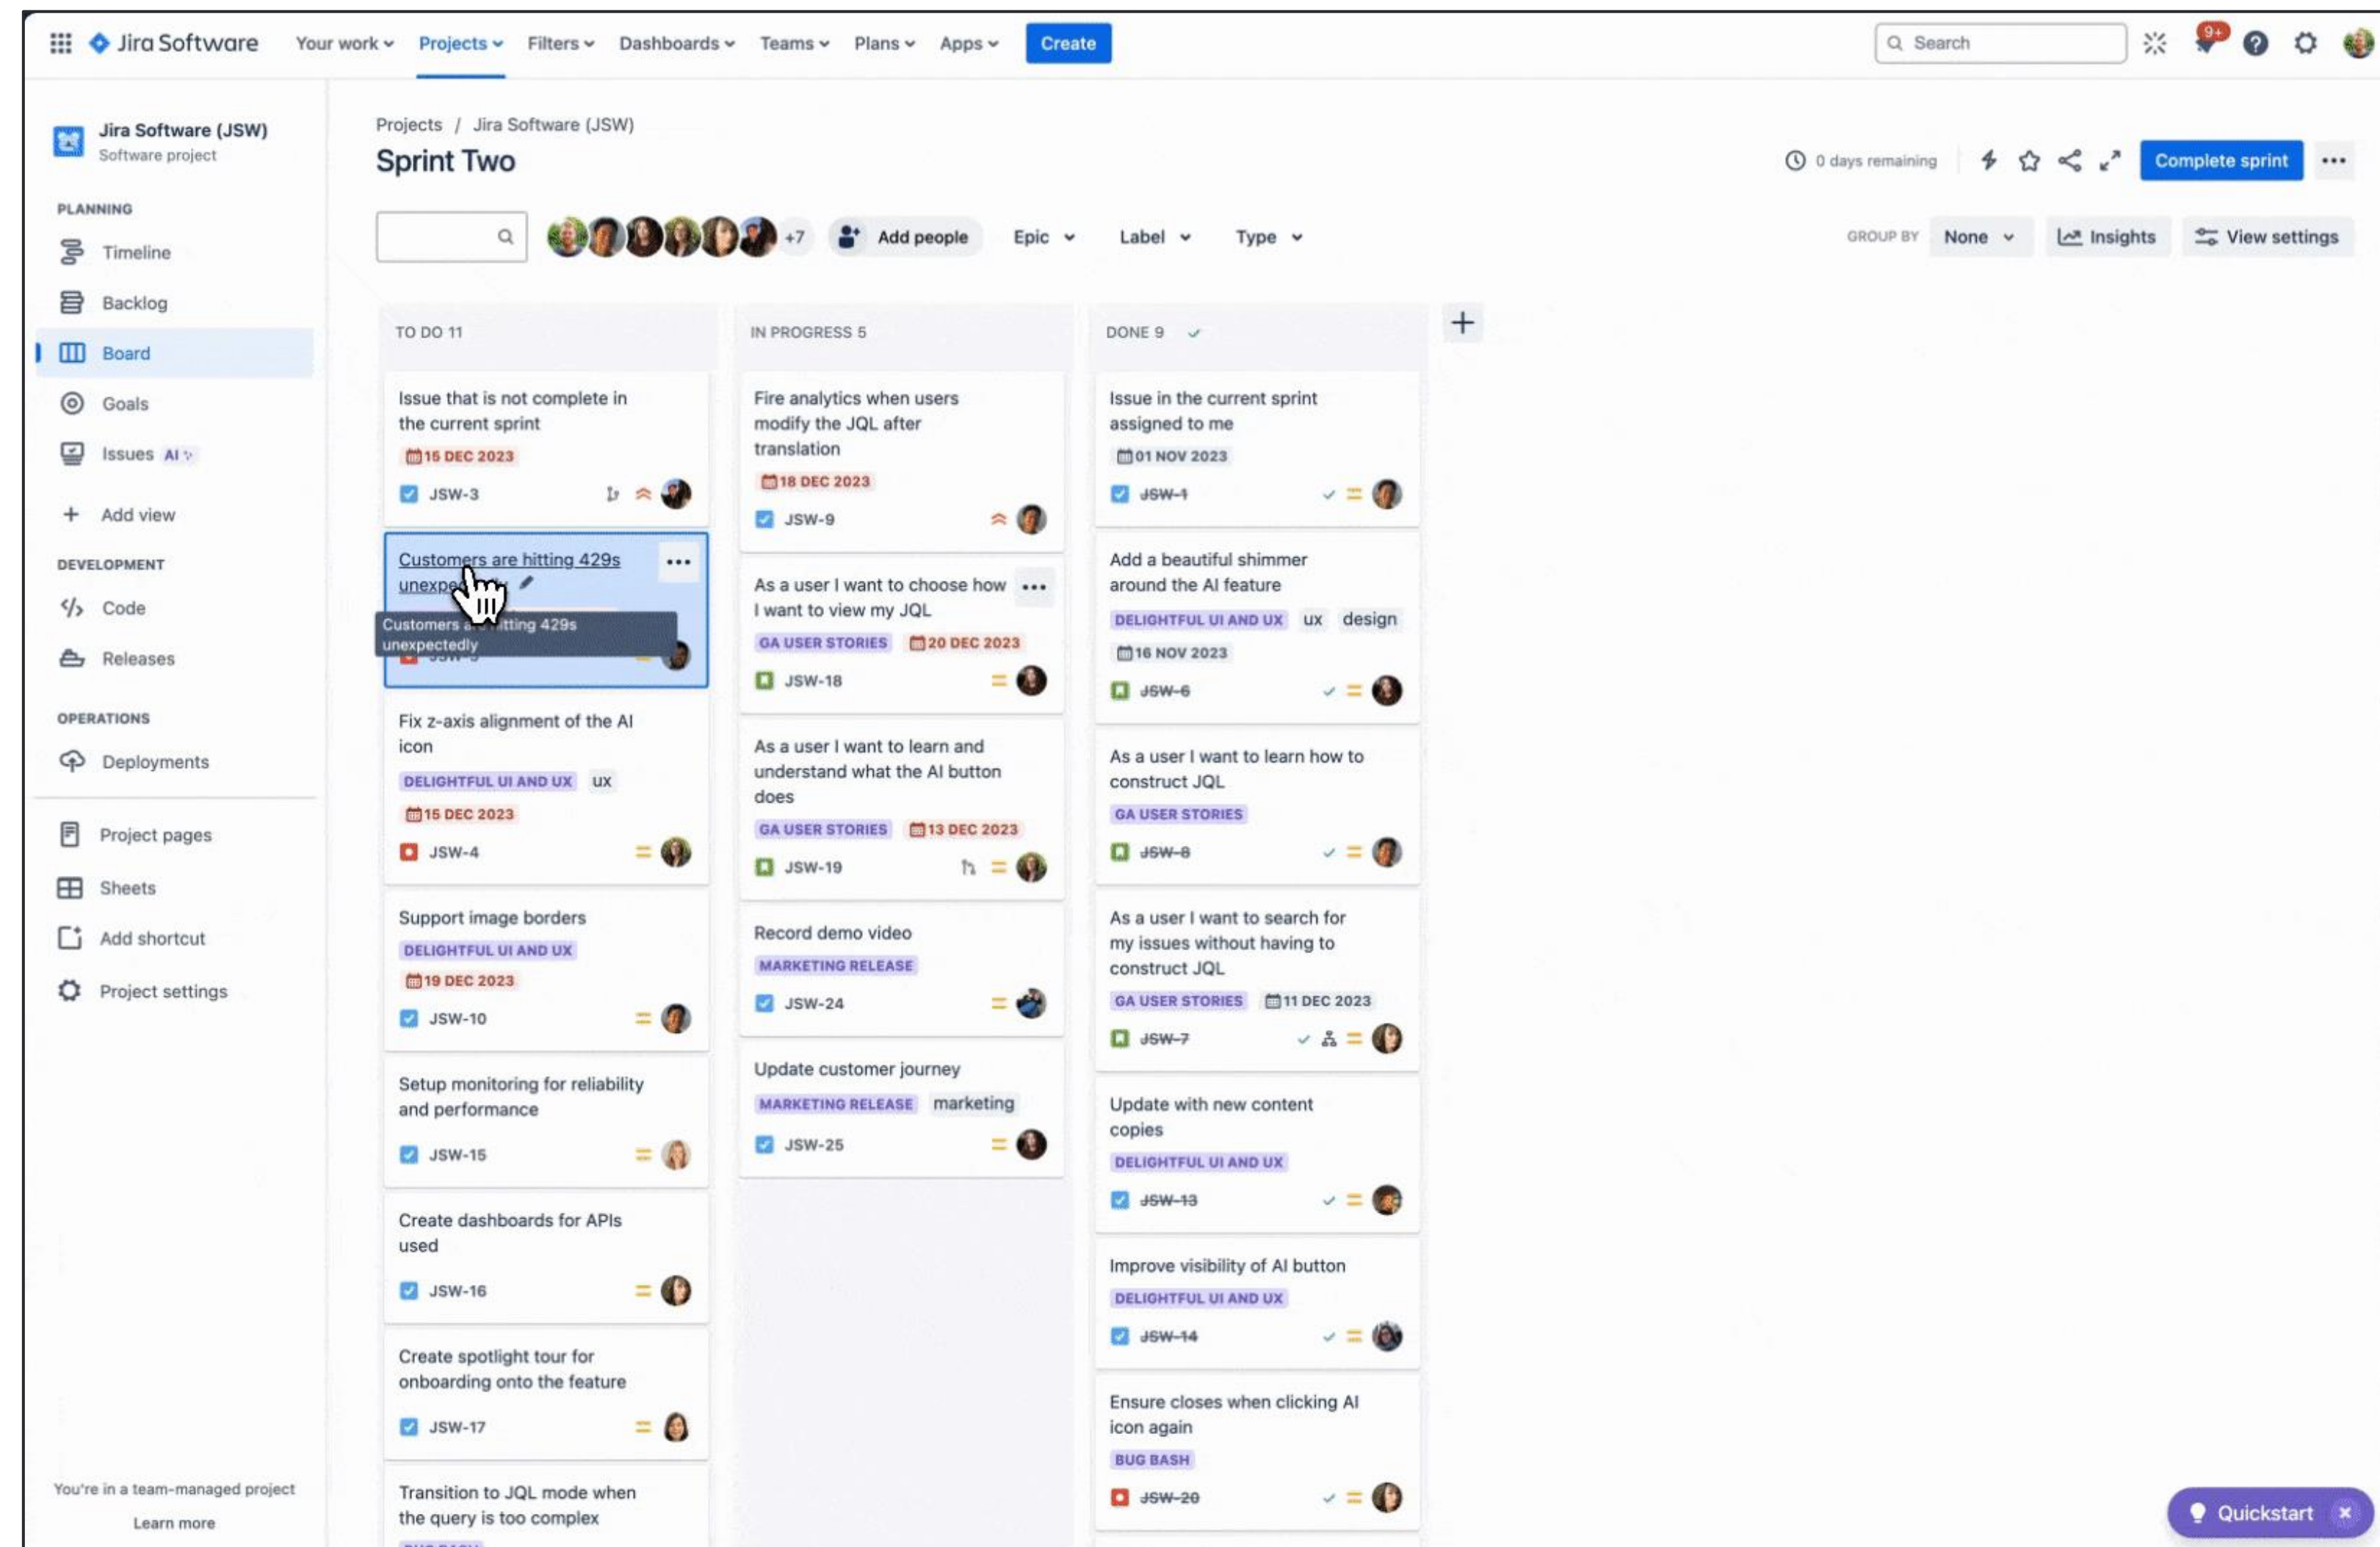 Jira Software
Your work
Projects
Filters
Dashboards
Teams
Plans
Apps
Create
Search
9+
Jira Software (JSW)
Software project
PLANNING
Timeline
Backlog
Board
Goals
Issues AI
Add view
DEVELOPMENT
Code
Releases
OPERATIONS
Deployments
Project pages
Sheets
Add shortcut
Project settings
You're in a team-managed project
Learn more
Projects / Jira Software (JSW)
Sprint Two
0 days remaining
Complete sprint
+7
Add people
Epic
Label
Type
GROUP BY
None
Insights
View settings
TO DO 11
Issue that is not complete in
the current sprint
15 DEC 2023
JSW-3
Customers are hitting 429s
Customers hitting 429s
unexpectedly
Fix z-axis alignment of the AI
icon
DELIGHTFUL UI AND UX ux
15 DEC 2023
JSW-4
Support image borders
DELIGHTFUL UI AND UX
19 DEC 2023
JSW-10
Setup monitoring for reliability
and performance
JSW-15
Create dashboards for APIs
used
JSW-16
Create spotlight tour for
onboarding onto the feature
JSW-17
Transition to JQL mode when
the query is too complex
IN PROGRESS 5
Fire analytics when users
modify the JQL after
translation
18 DEC 2023
JSW-9
As a user I want to choose how
I want to view my JQL
GA USER STORIES 20 DEC 2023
JSW-18
As a user I want to learn and
understand what the AI button
does
GA USER STORIES 13 DEC 2023
JSW-19
Record demo video
MARKETING RELEASE
JSW-24
Update customer journey
MARKETING RELEASE marketing
JSW-25
DONE 9
Issue in the current sprint
assigned to me
01 NOV 2023
JSW-1
Add a beautiful shimmer
around the AI feature
DELIGHTFUL UI AND UX ux design
16 NOV 2023
JSW-6
As a user I want to learn how to
construct JQL
GA USER STORIES
JSW-8
As a user I want to search for
my issues without having to
construct JQL
GA USER STORIES 11 DEC 2023
JSW-7
Update with new content
copies
DELIGHTFUL UI AND UX
JSW-13
Improve visibility of AI button
DELIGHTFUL UI AND UX
JSW-14
Ensure closes when clicking AI
icon again
BUG BASH
JSW-20
Quickstart